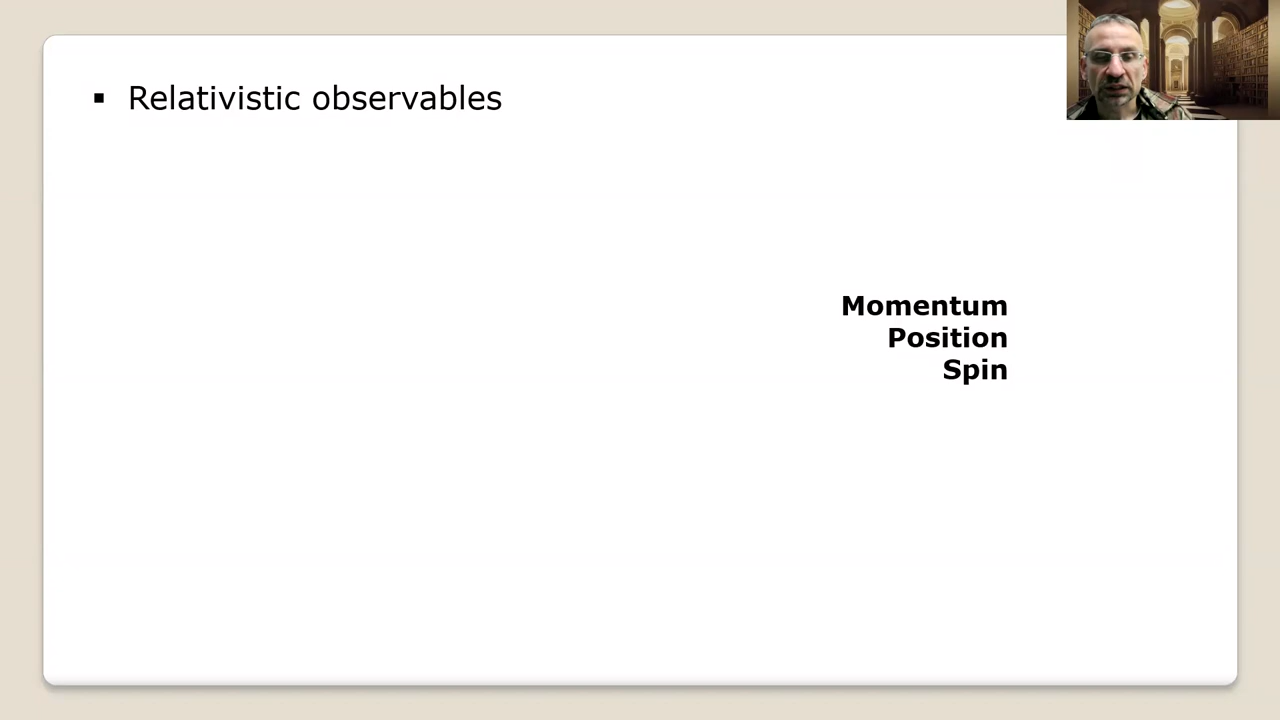 ▪ Relativistic observables
Momentum
Position
Spin